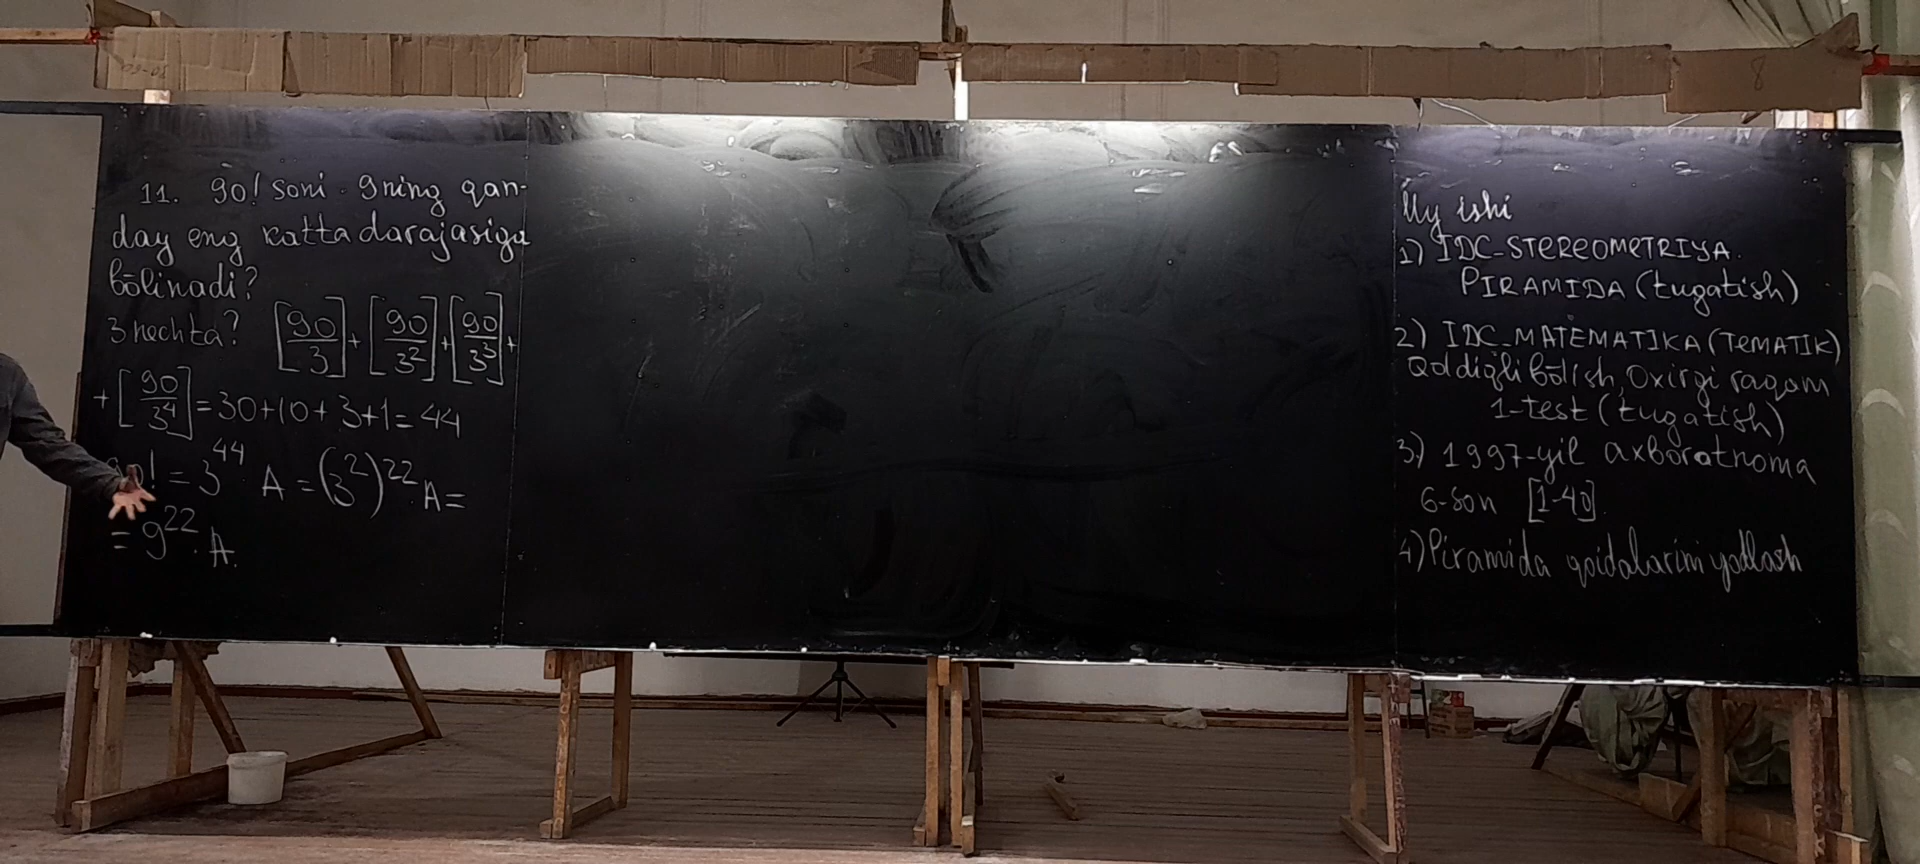 11. 90! soni 9ning qan-
day eng katta darajasiga
bōlinadi?
3 nechta? [90/3] + [90/3²] + [90/3³] +
+ [90/3⁴] = 30+10+3+1=44
! = 3⁴⁴ · A = (3²)²² · A =
= 9²² · A.
Uy ishi
1) IDC-STEREOMETRIYA.
PIRAMIDA (tugatish)
2) IDC-MATEMATIKA (TEMATIK)
Qoldiqli bōlish, Oxirgi raqam
1-test (tugatish)
3) 1997-yil axborotnoma
6-son [1-40].
4) Piramida qoidalarini yodlash
8